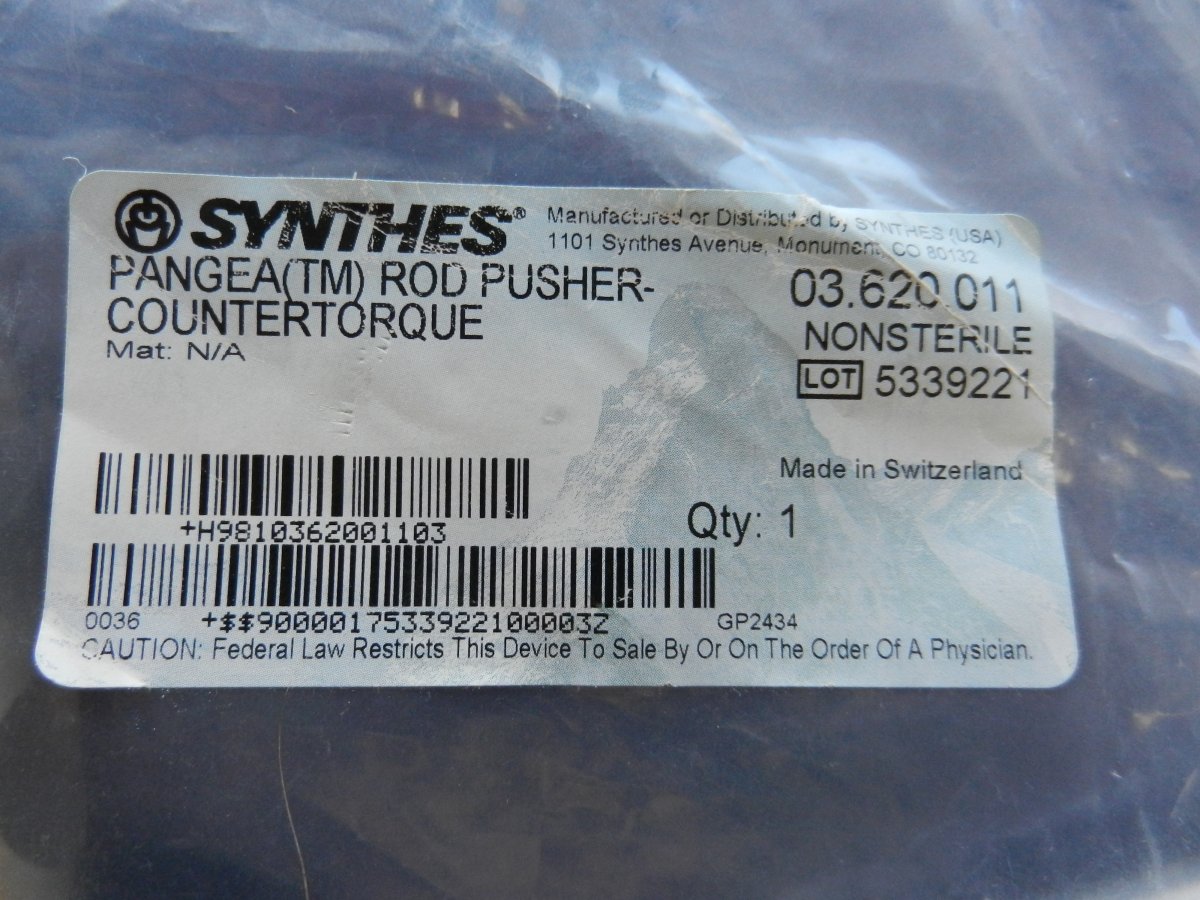 SYNTHES®
Manufactured or Distributed by SYNTHES (USA)
1101 Synthes Avenue, Monument, CO 80132
PANGEA(TM) ROD PUSHER-
COUNTERTORQUE
Mat: N/A
03.620.011
NONSTERILE
LOT 5339221
Made in Switzerland
Qty: 1
+H9810362001103
0036 +$$9000017533922100003Z GP2434
CAUTION: Federal Law Restricts This Device To Sale By Or On The Order Of A Physician.